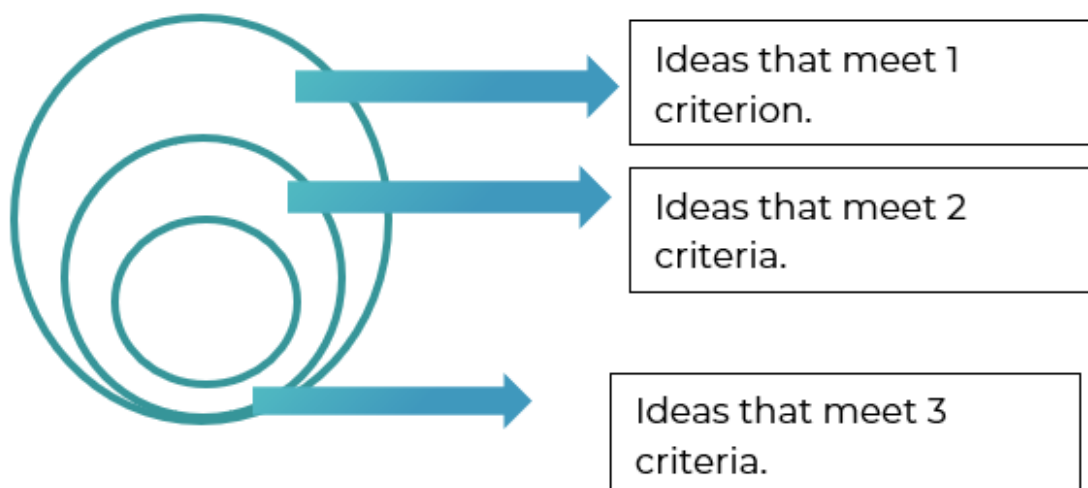 Ideas that meet 1
criterion.
Ideas that meet 2
criteria.
Ideas that meet 3
criteria.